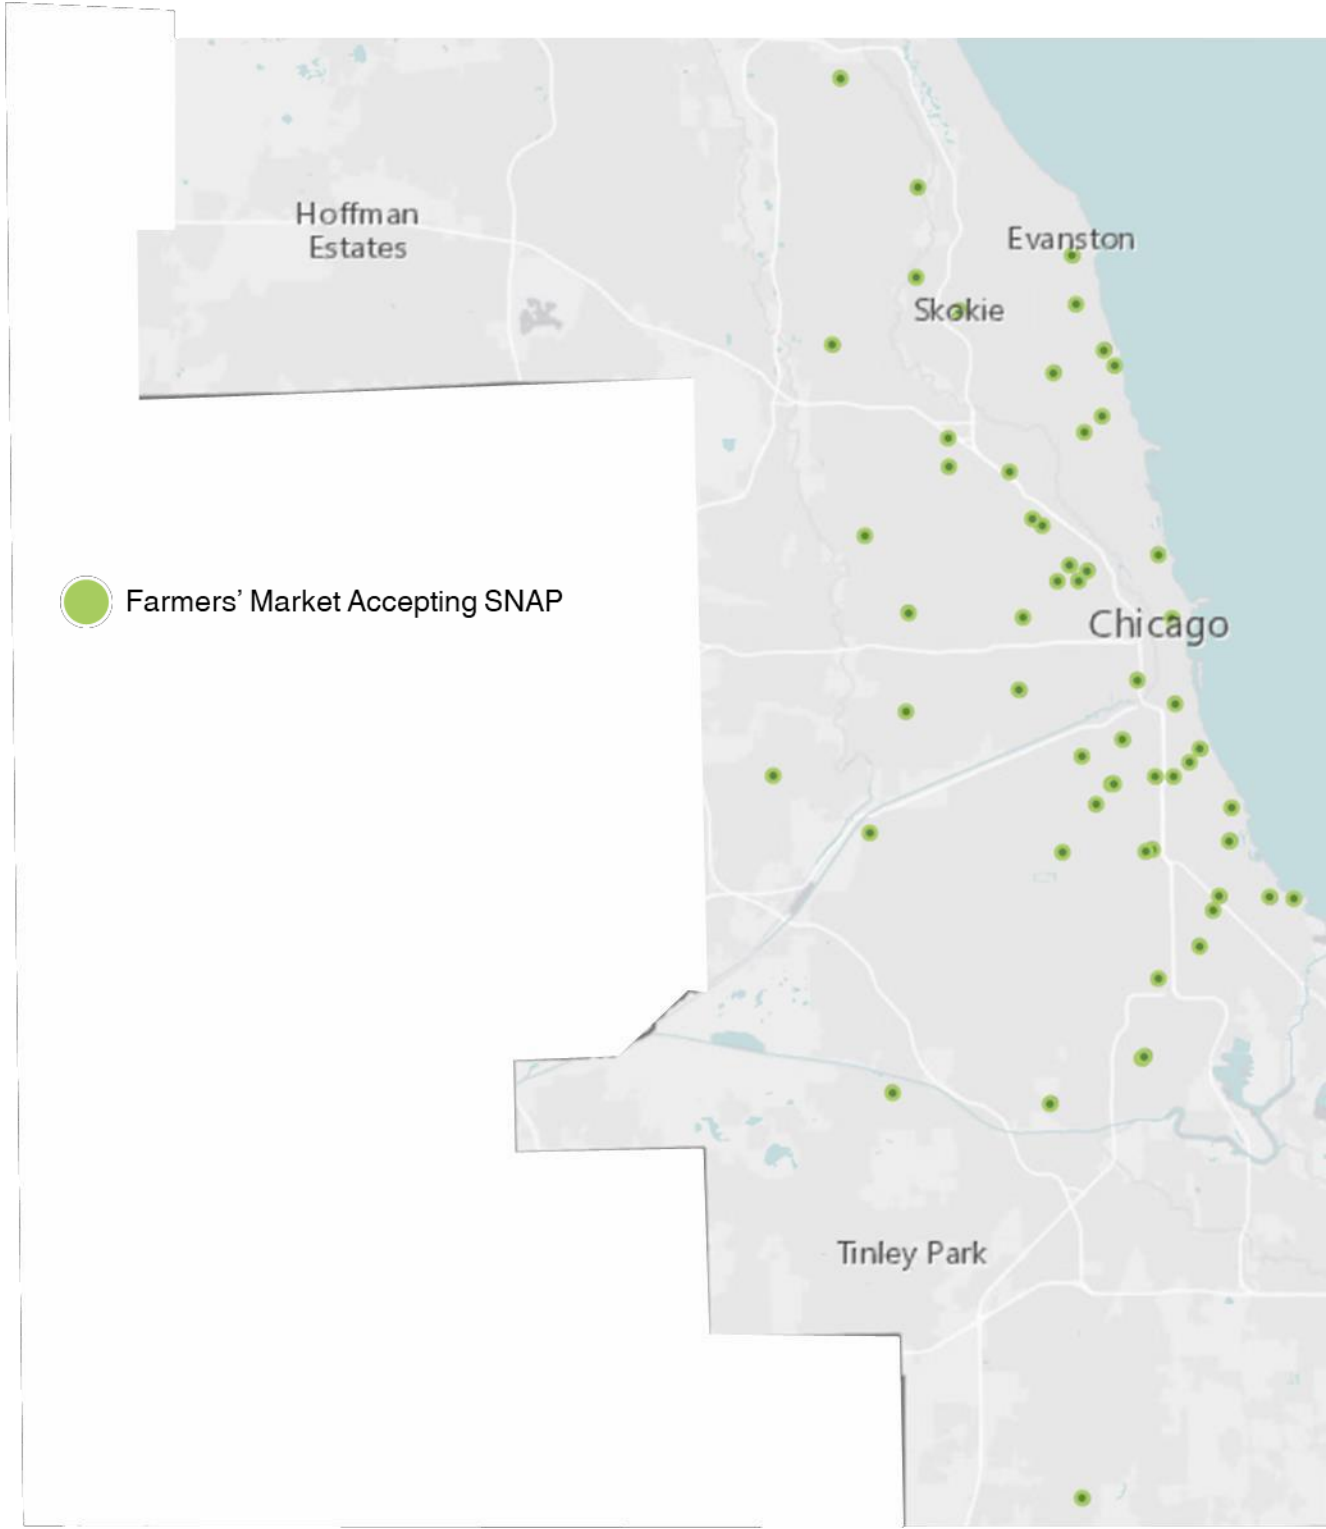 Hoffman
Estates
Evanston
Skokie
Farmers’ Market Accepting SNAP
Chicago
Tinley Park